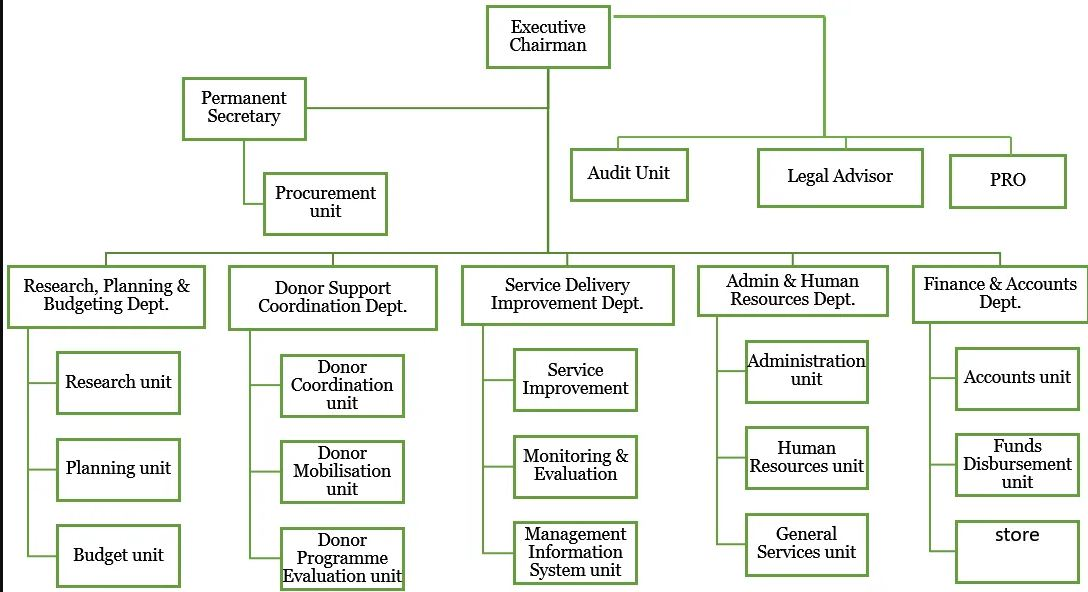 Executive
Chairman
Permanent
Secretary
Procurement
unit
Audit Unit
Legal Advisor
PRO
Research, Planning &
Budgeting Dept.
Donor Support
Coordination Dept.
Service Delivery
Improvement Dept.
Admin & Human
Resources Dept.
Finance & Accounts
Dept.
Research unit
Planning unit
Budget unit
Donor
Coordination
unit
Donor
Mobilisation
unit
Donor
Programme
Evaluation unit
Service
Improvement
Monitoring &
Evaluation
Management
Information
System unit
Administration
unit
Human
Resources unit
General
Services unit
Accounts unit
Funds
Disbursement
unit
store